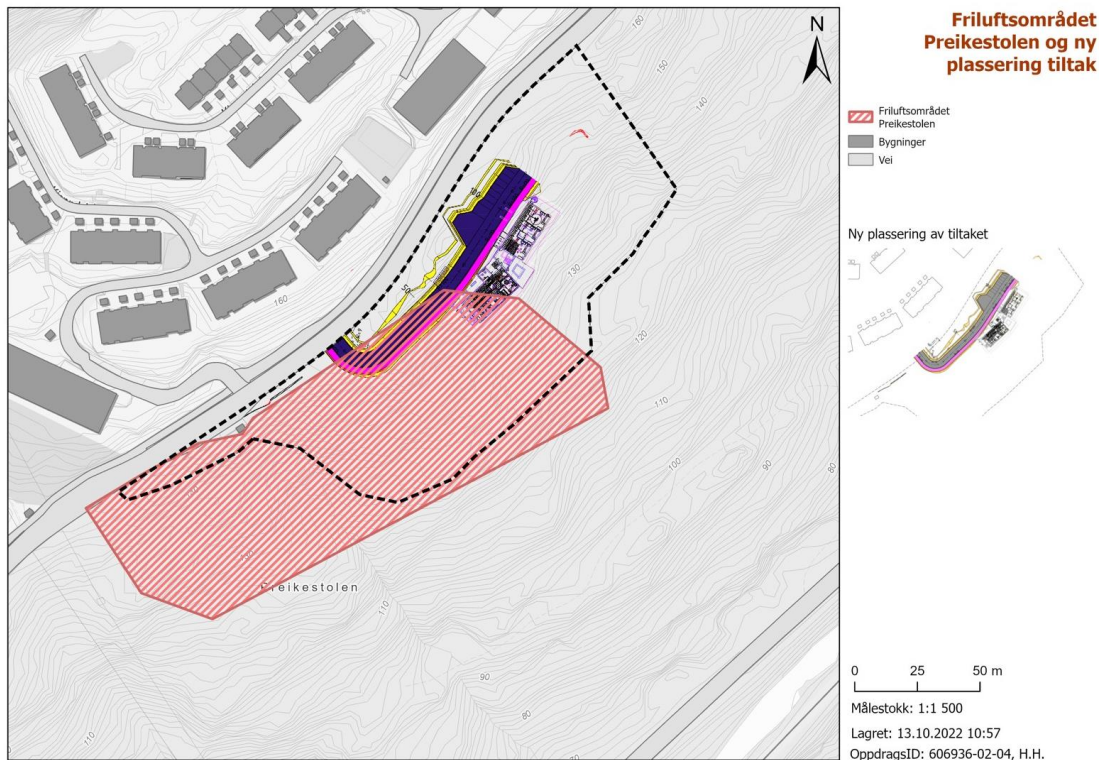 Friluftsområdet
Preikestolen og ny
plassering tiltak
N
Friluftsområdet
Preikestolen
Bygninger
Vei
Ny plassering av tiltaket
150
140
160
130
120
110
100
90
80
Preikestolen
110
90
80
110
70
0 25 50 m
Målestokk: 1:1 500
Lagret: 13.10.2022 10:57
OppdragsID: 606936-02-04, H.H.